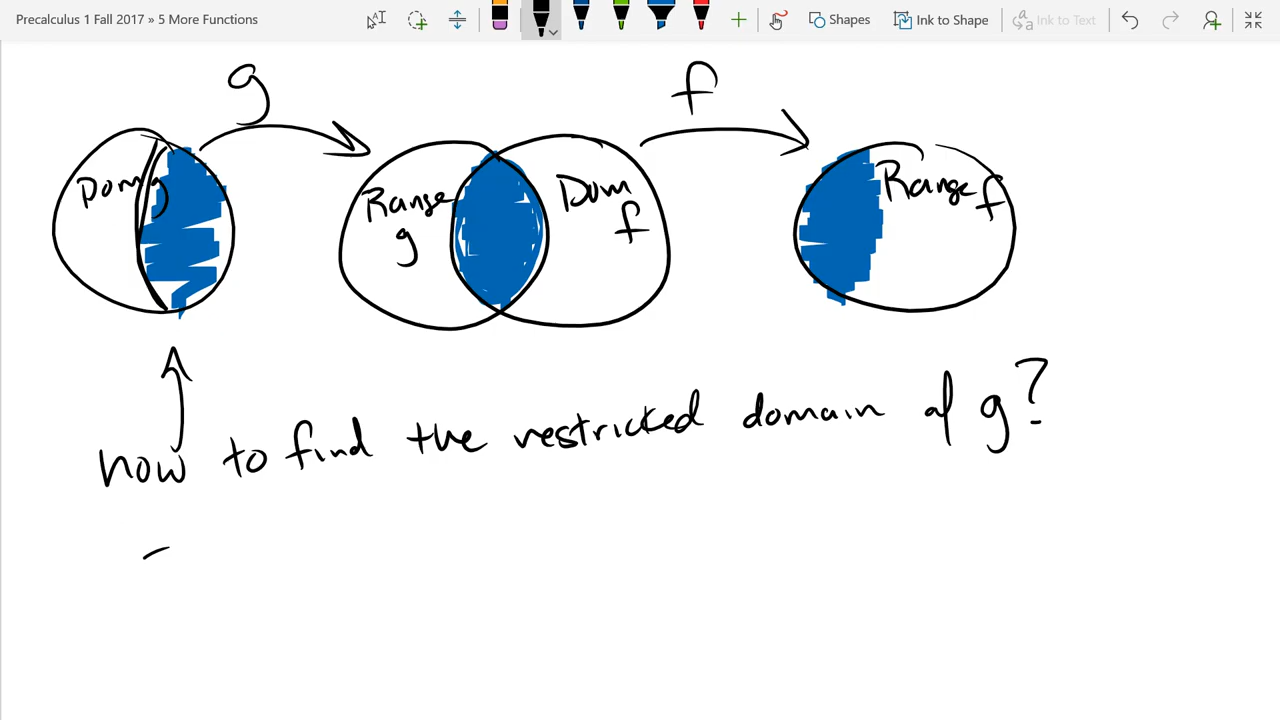 Precalculus 1 Fall 2017 » 5 More Functions
Shapes
Ink to Shape
Ink to Text
g
f
Dom g
Range
g
Dom
f
Range f
how to find the restricted domain of g?